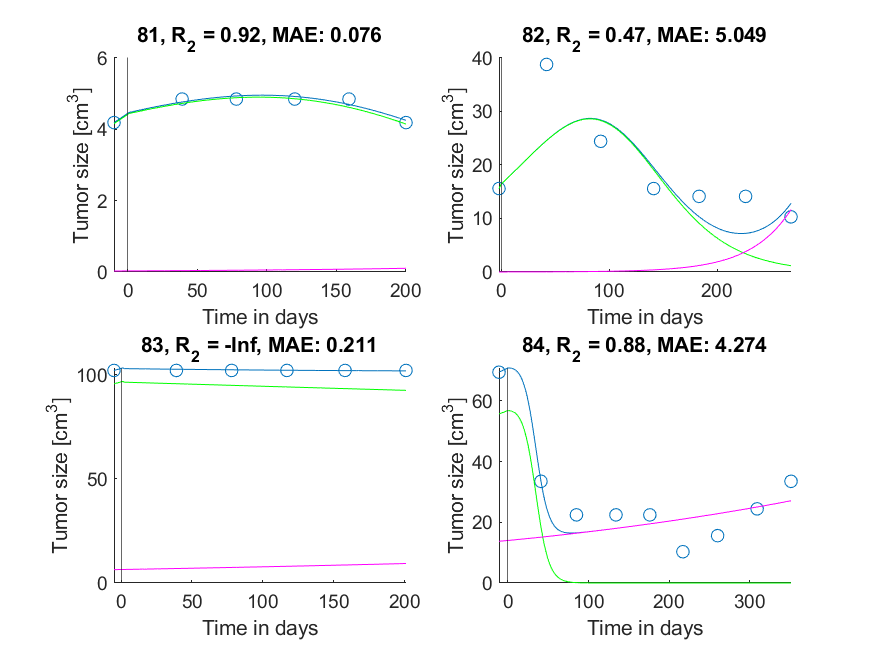 81, R2 = 0.92, MAE: 0.076
6
4
2
0
Tumor size [cm3]
0 50 100 150 200
Time in days
82, R2 = 0.47, MAE: 5.049
40
30
20
10
0
Tumor size [cm3]
0 100 200
Time in days
83, R2 = -Inf, MAE: 0.211
100
50
0
Tumor size [cm3]
0 50 100 150 200
Time in days
84, R2 = 0.88, MAE: 4.274
60
40
20
0
Tumor size [cm3]
0 100 200 300
Time in days